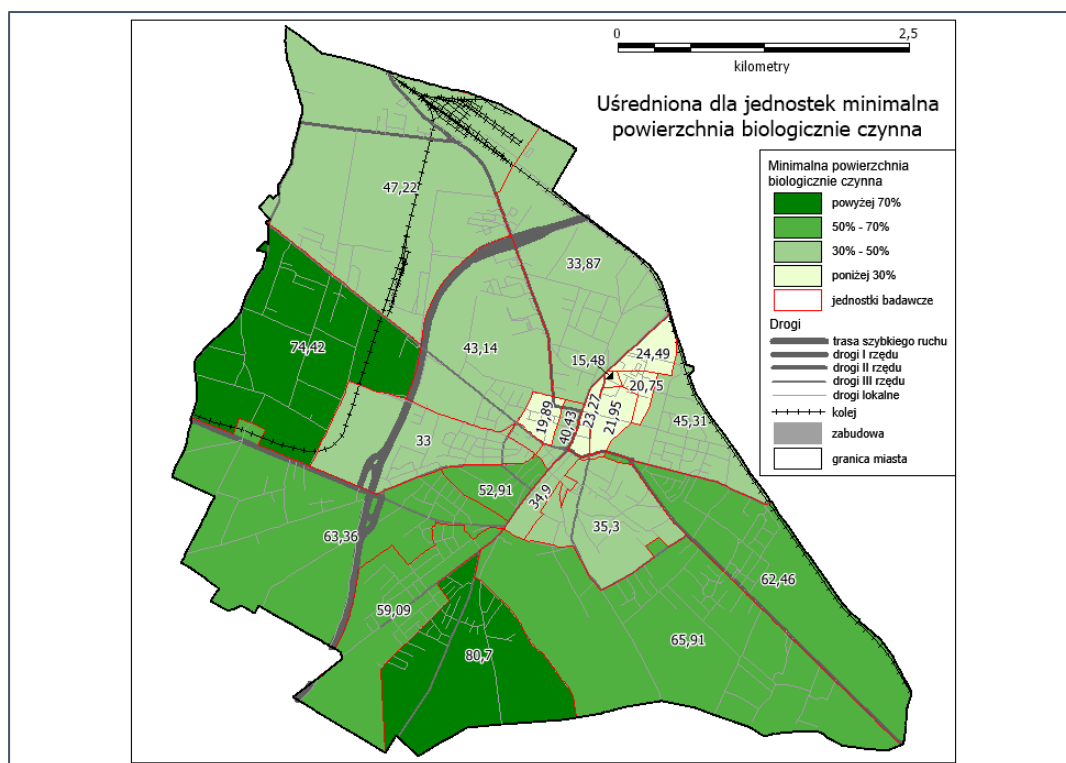 0 2,5
kilometry
Uśredniona dla jednostek minimalna
powierzchnia biologicznie czynna
Minimalna powierzchnia
biologicznie czynna
powyżej 70%
50% - 70%
30% - 50%
poniżej 30%
jednostki badawcze
Drogi
trasa szybkiego ruchu
drogi I rzędu
drogi II rzędu
drogi III rzędu
drogi lokalne
kolej
zabudowa
granica miasta
47,22
33,87
74,42
43,14
15,48
24,49
20,75
19,89
40,43
23,27
21,95
45,31
33
52,91
34,9
35,3
63,36
62,46
59,09
65,91
80,7